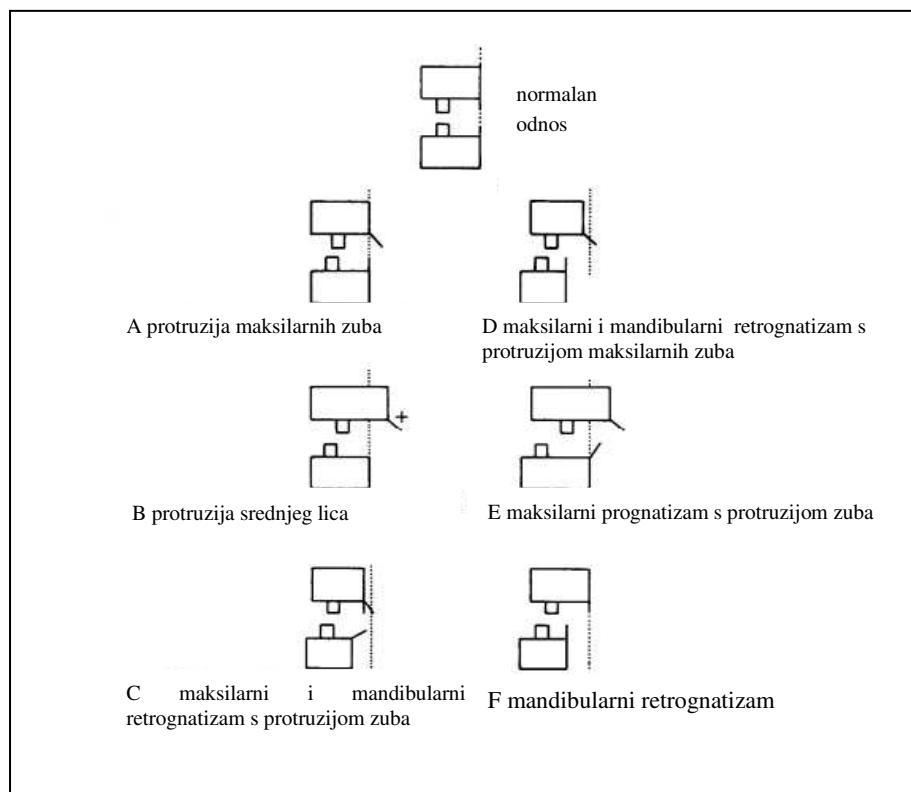 normalan
odnos
A protruzija maksilarnih zuba
D maksilarni i mandibularni retrognatizam s
protruzijom maksilarnih zuba
B protruzija srednjeg lica
E maksilarni prognatizam s protruzijom zuba
C maksilarni i mandibularni
retrognatizam s protruzijom zuba
F mandibularni retrognatizam